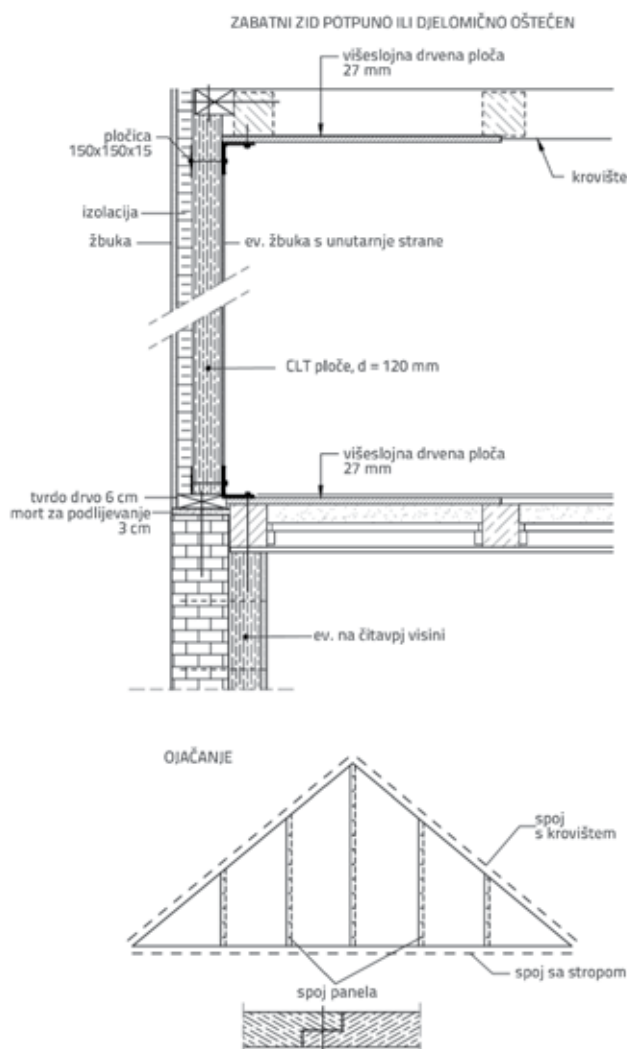 ZABATNI ZID POTPUNO ILI DJELOMIČNO OŠTEĆEN
višeslojna drvena ploča
27 mm
pločica
150x150x15
krovište
izolacija
žbuka
ev. žbuka s unutarnje strane
CLT ploče, d = 120 mm
višeslojna drvena ploča
27 mm
tvrdo drvo 6 cm
mort za podlijevanje
3 cm
ev. na čitavpj visini
OJAČANJE
spoj
s krovištem
spoj sa stropom
spoj panela